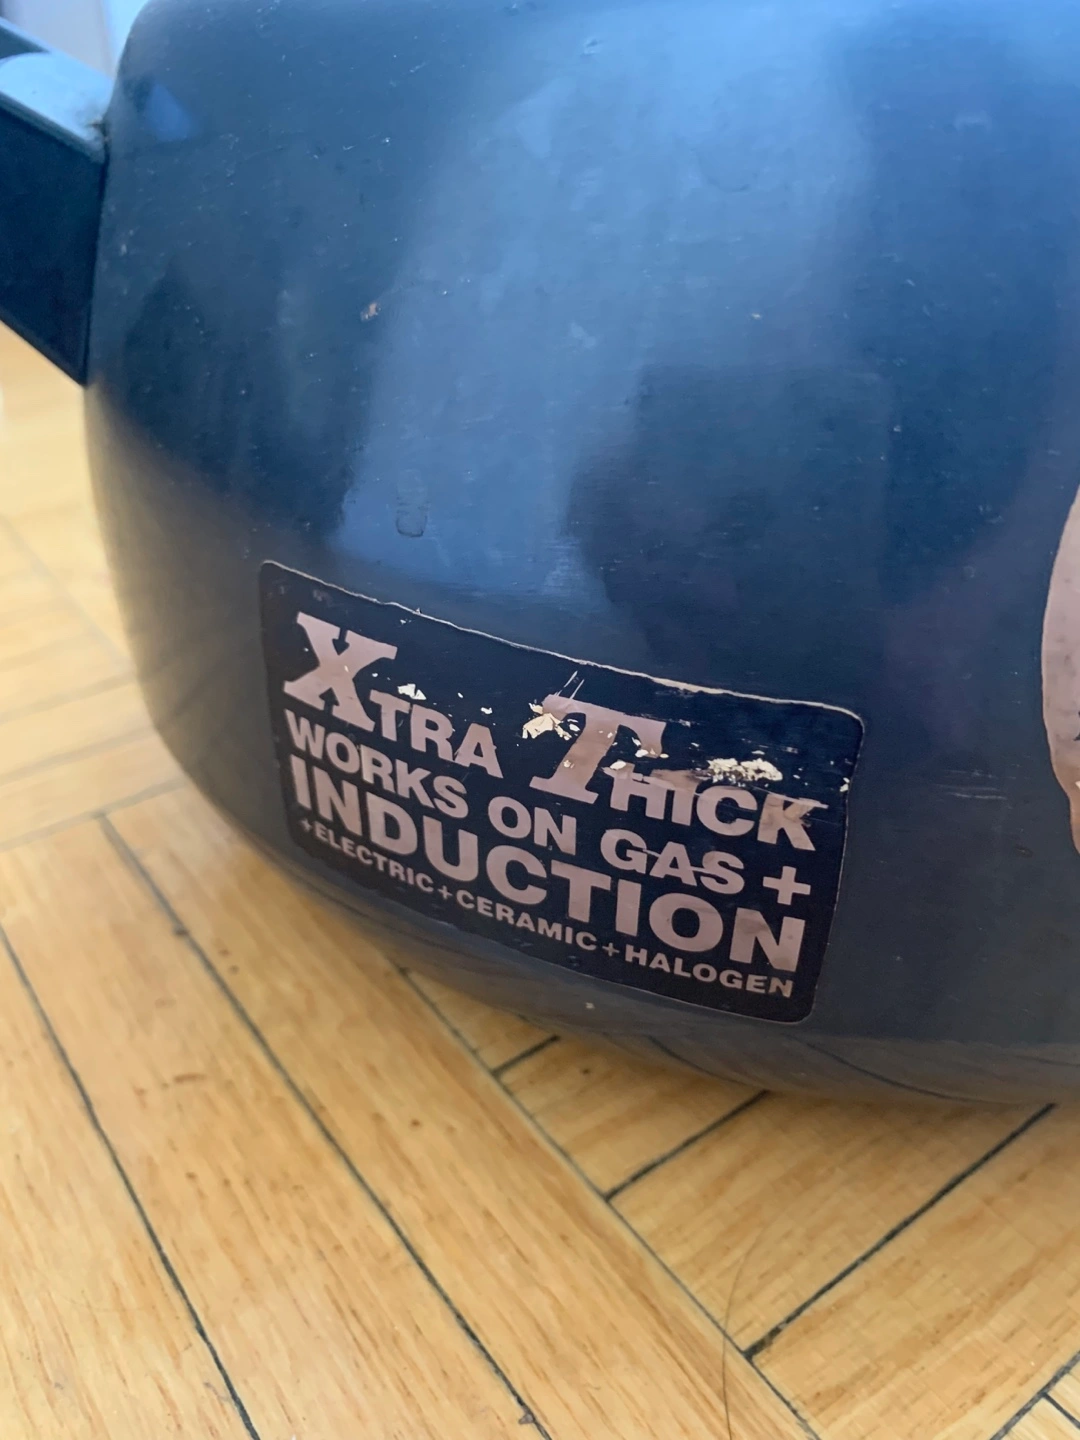 XTRA THICK
WORKS ON GAS +
INDUCTION
+ELECTRIC+CERAMIC+HALOGEN